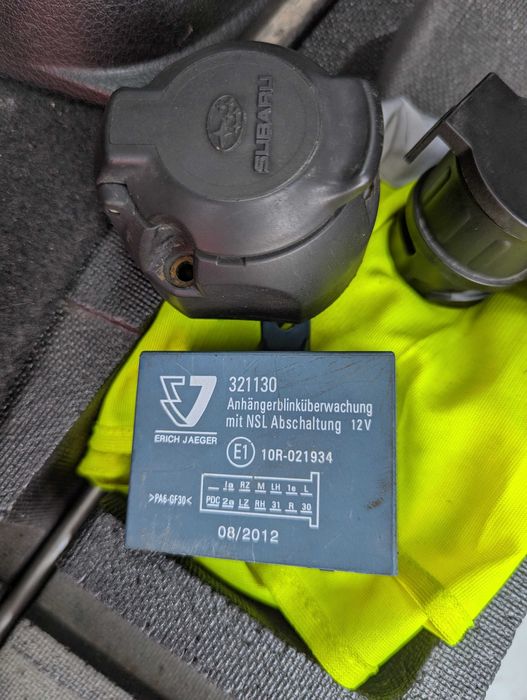 SUBARU
321130
Anhängerblinküberwachung
mit NSL Abschaltung 12V
ERICH JAEGER
E1 10R-021934
— Ja RZ M LH 1e L
>PA6-GF30< PDC 2a LZ RH 31 R 30
08/2012